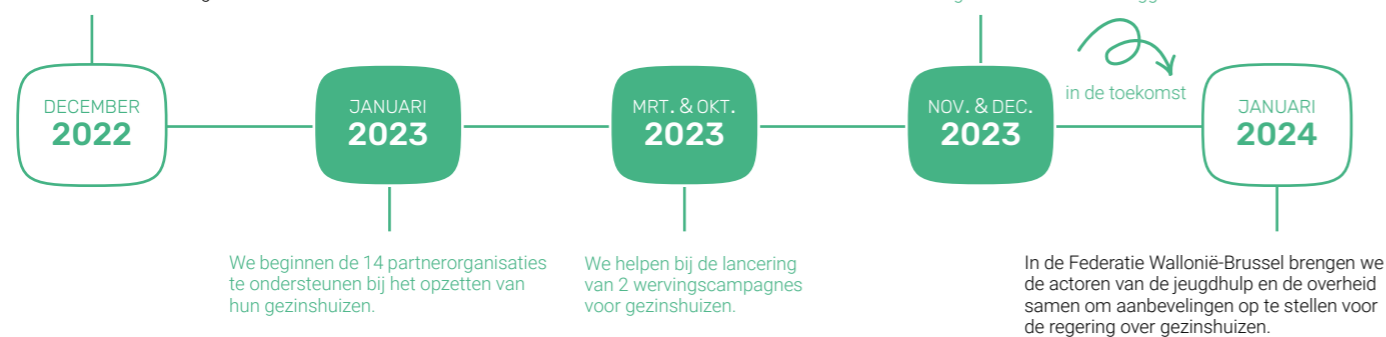 DECEMBER
2022
JANUARI
2023
MRT. & OKT.
2023
NOV. & DEC.
2023
in de toekomst
JANUARI
2024
We beginnen de 14 partnerorganisaties
te ondersteunen bij het opzetten van
hun gezinshuizen.
We helpen bij de lancering
van 2 wervingscampagnes
voor gezinshuizen.
In de Federatie Wallonië-Brussel brengen we
de actoren van de jeugdhulp en de overheid
samen om aanbevelingen op te stellen voor
de regering over gezinshuizen.